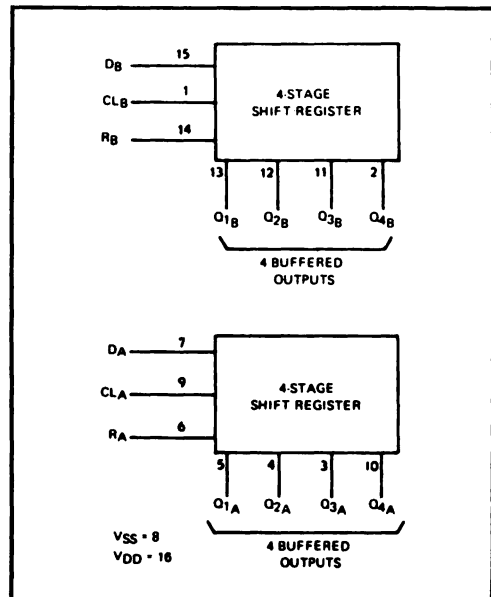 15
DB
1
CLB
14
RB
4-STAGE
SHIFT REGISTER
13 12 11 2
Q1B Q2B Q3B Q4B
4 BUFFERED
OUTPUTS
7
DA
9
CLA
6
RA
4-STAGE
SHIFT REGISTER
5 4 3 10
Q1A Q2A Q3A Q4A
VSS = 8
VDD = 16
4 BUFFERED
OUTPUTS